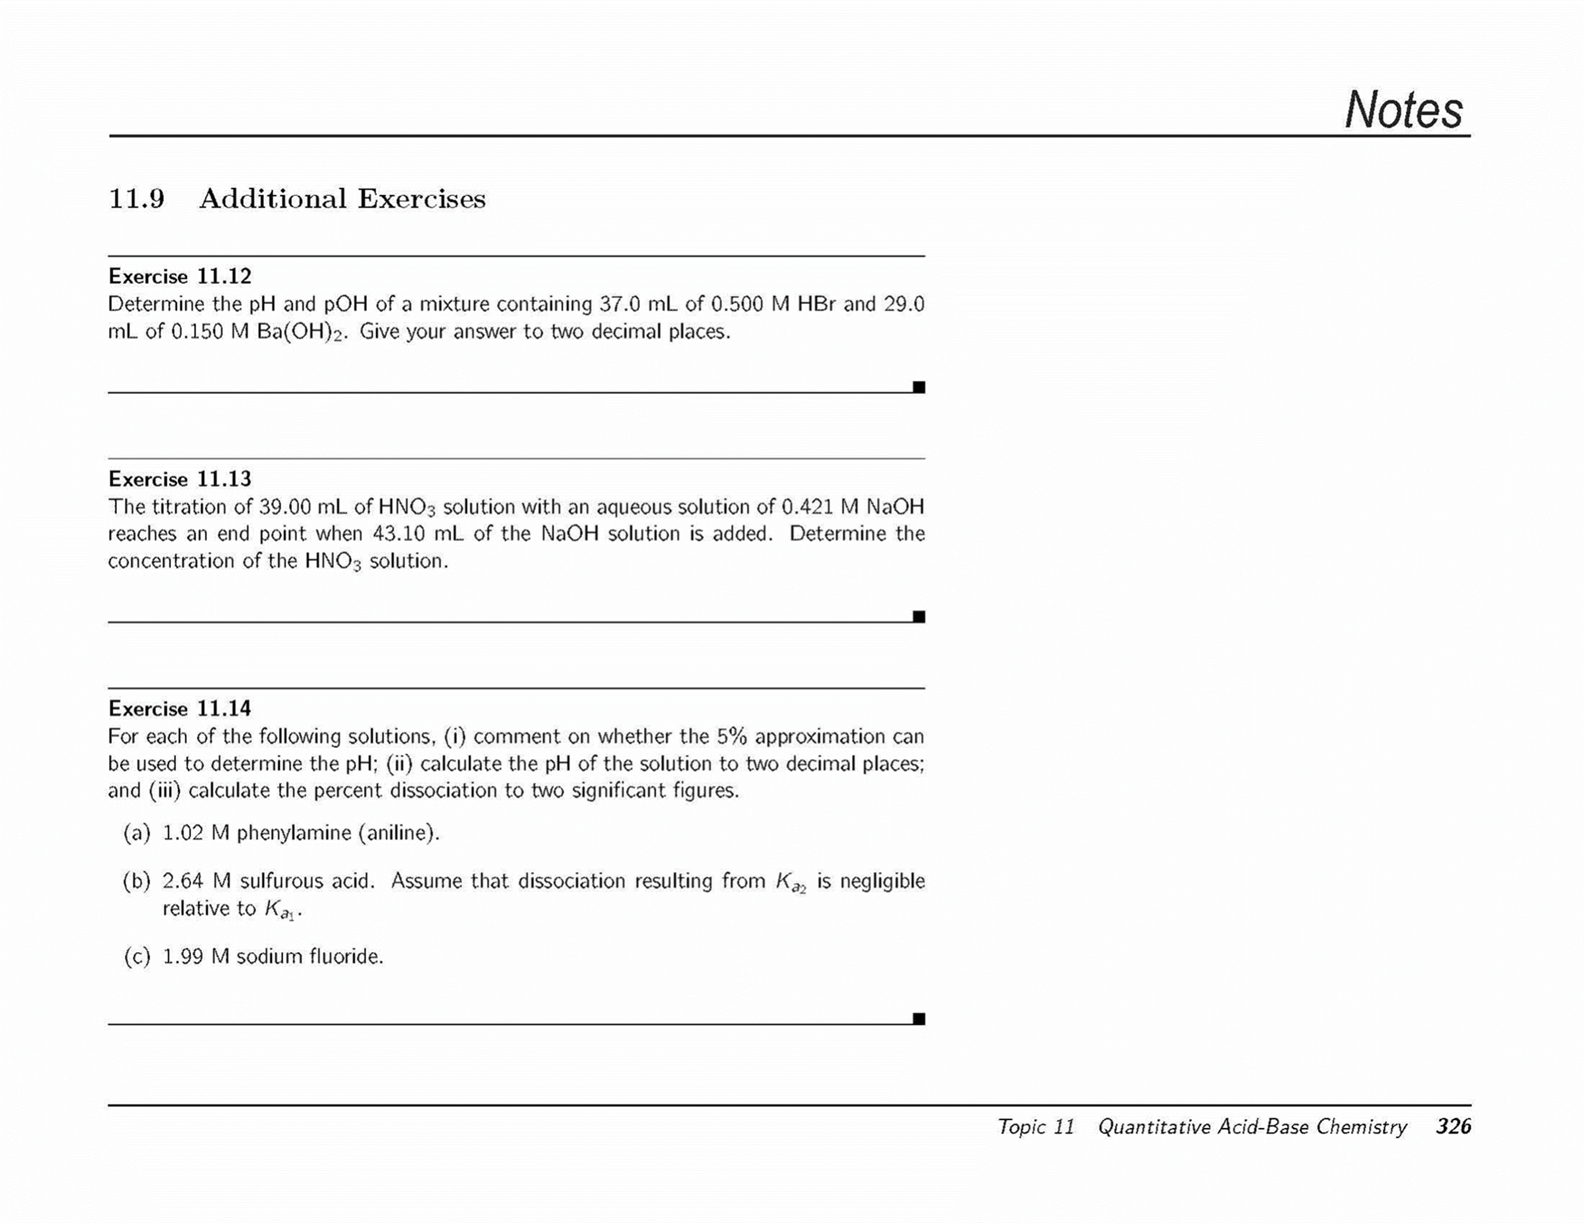 Notes
11.9 Additional Exercises
Exercise 11.12
Determine the pH and pOH of a mixture containing 37.0 mL of 0.500 M HBr and 29.0
mL of 0.150 M Ba(OH)₂. Give your answer to two decimal places.
Exercise 11.13
The titration of 39.00 mL of HNO₃ solution with an aqueous solution of 0.421 M NaOH
reaches an end point when 43.10 mL of the NaOH solution is added. Determine the
concentration of the HNO₃ solution.
Exercise 11.14
For each of the following solutions, (i) comment on whether the 5% approximation can
be used to determine the pH; (ii) calculate the pH of the solution to two decimal places;
and (iii) calculate the percent dissociation to two significant figures.
(a) 1.02 M phenylamine (aniline).
(b) 2.64 M sulfurous acid. Assume that dissociation resulting from Kₐ₂ is negligible
relative to Kₐ₁.
(c) 1.99 M sodium fluoride.
Topic 11 Quantitative Acid-Base Chemistry 326